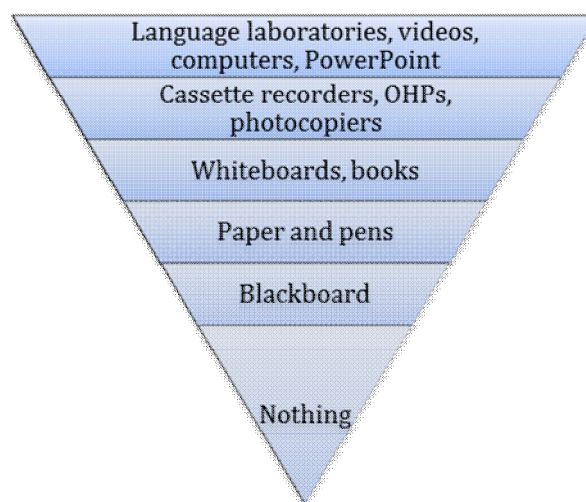 Language laboratories, videos,
computers, PowerPoint
Cassette recorders, OHPs,
photocopiers
Whiteboards, books
Paper and pens
Blackboard
Nothing